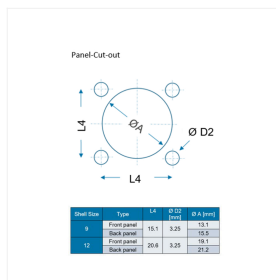 Panel-Cut-out
L4
ØA
Ø D2
L4
Shell Size Type L4 Ø D2 [mm] Ø A [mm]
9 Front panel 15.1 3.25 13.1
Back panel 15.5
12 Front panel 20.6 3.25 19.1
Back panel 21.2